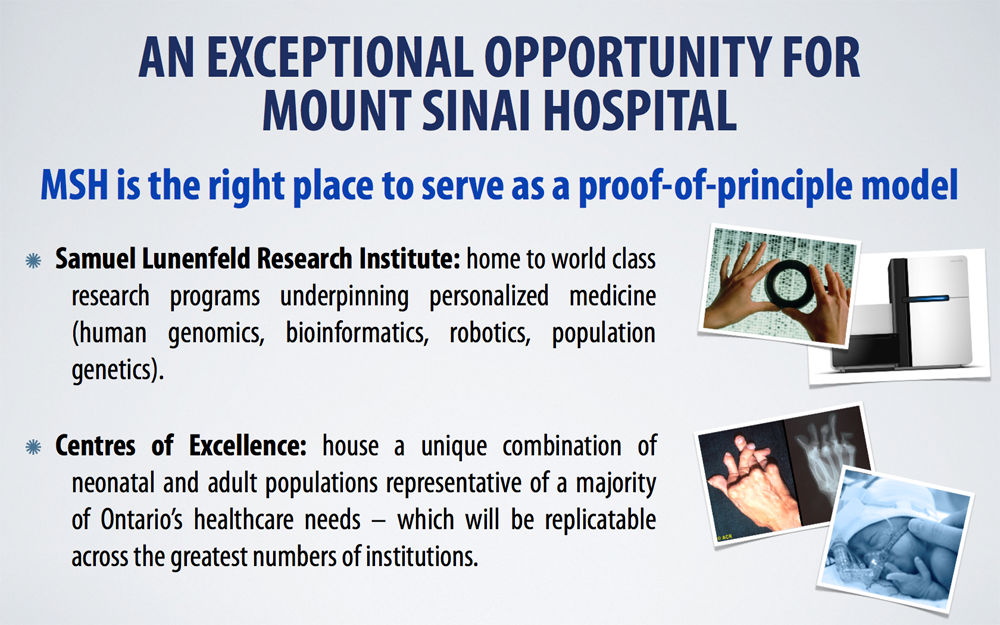 AN EXCEPTIONAL OPPORTUNITY FOR
MOUNT SINAI HOSPITAL
MSH is the right place to serve as a proof-of-principle model
Samuel Lunenfeld Research Institute: home to world class
research programs underpinning personalized medicine
(human genomics, bioinformatics, robotics, population
genetics).
Centres of Excellence: house a unique combination of
neonatal and adult populations representative of a majority
of Ontario’s healthcare needs – which will be replicatable
across the greatest numbers of institutions.
© ACR